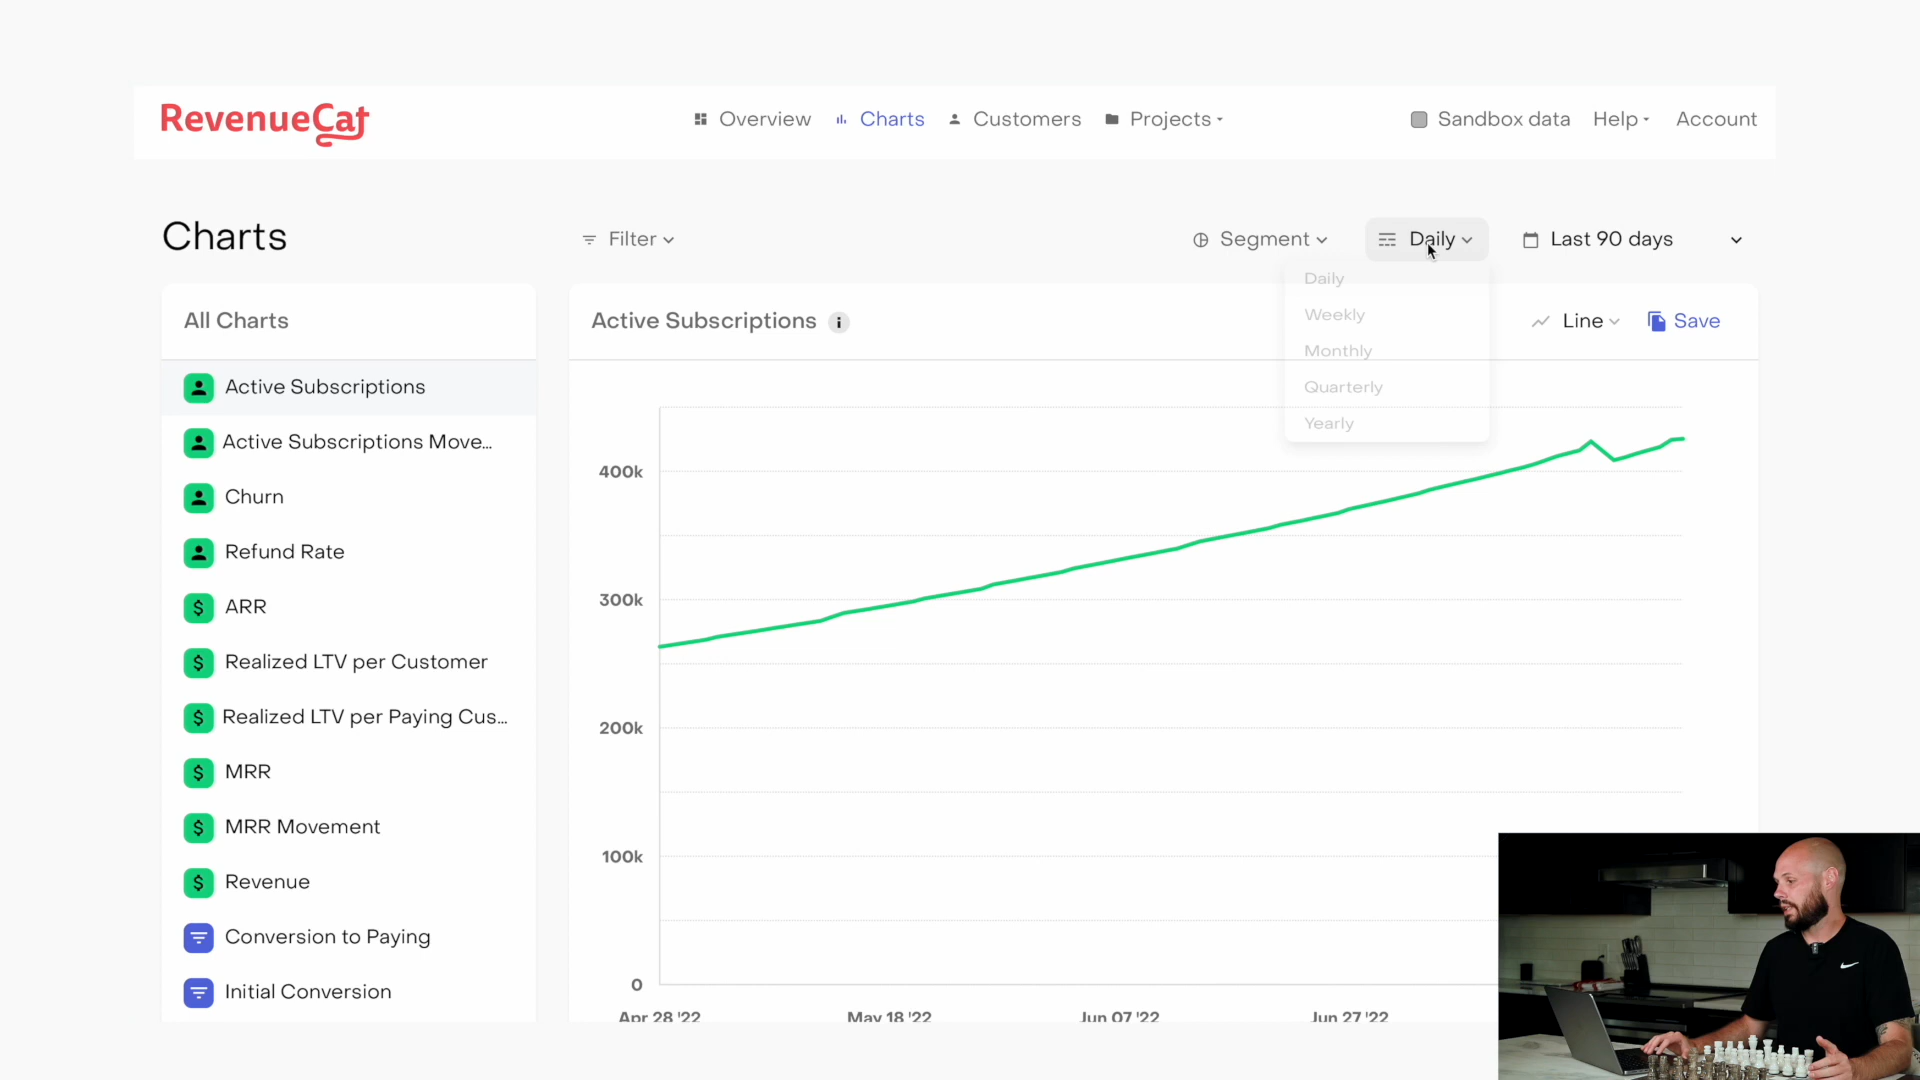 RevenueCat
Overview
Charts
Customers
Projects
Sandbox data
Help
Account
Charts
Filter
Segment
Daily
Last 90 days
Daily
Weekly
Monthly
Quarterly
Yearly
All Charts
Active Subscriptions
Active Subscriptions Move...
Churn
Refund Rate
ARR
Realized LTV per Customer
Realized LTV per Paying Cus...
MRR
MRR Movement
Revenue
Conversion to Paying
Initial Conversion
Active Subscriptions
i
Line
Save
400k
300k
200k
100k
0
Apr 28 '22
May 18 '22
Jun 07 '22
Jun 27 '22